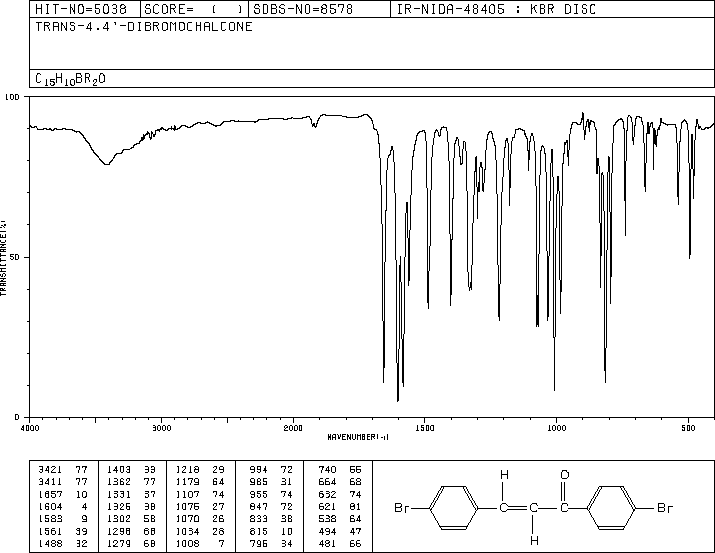 HIT-NO=5038 SCORE= ( ) SDBS-NO=8578 IR-NIDA-48405 : KBR DISC
TRANS-4,4'-DIBROMOCHALCONE
C15H10BR2O
100
TRANSMITTANCE(%)
50
0
4000 3000 2000 1500 1000 500
WAVENUMBER(-1)
3421 77 1403 33 1218 29 994 72 740 55
3411 77 1362 77 1179 64 985 31 664 68
1657 10 1331 37 1107 74 955 74 632 74
1604 4 1326 38 1075 27 847 72 621 81
1583 9 1302 58 1070 26 833 38 538 64
1561 39 1298 68 1034 28 815 10 494 47
1488 32 1279 68 1008 7 796 34 481 66
H O
Br C C Br
C
H